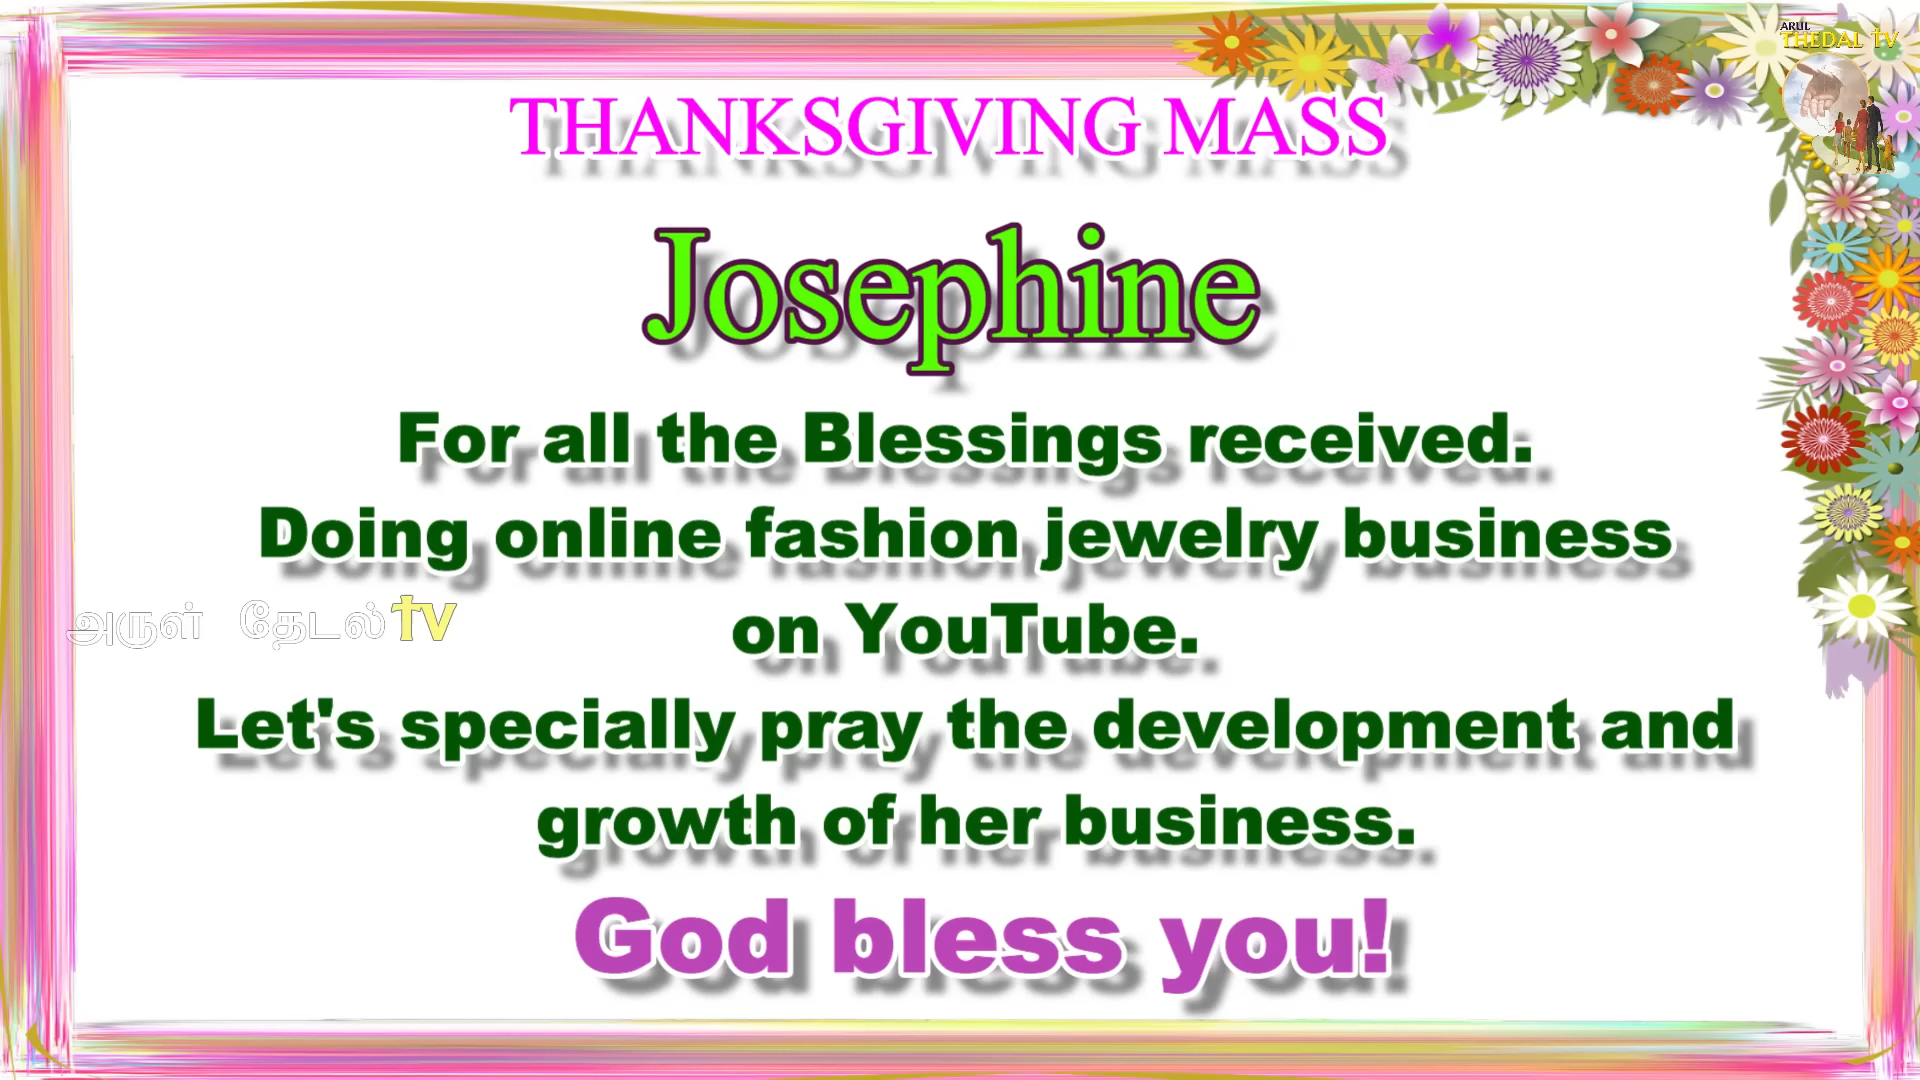 ARUL
THEDAL TV
THANKSGIVING MASS
Josephine
For all the Blessings received.
Doing online fashion jewelry business
on YouTube.
அருள் தேடல் TV
Let's specially pray the development and
growth of her business.
God bless you!